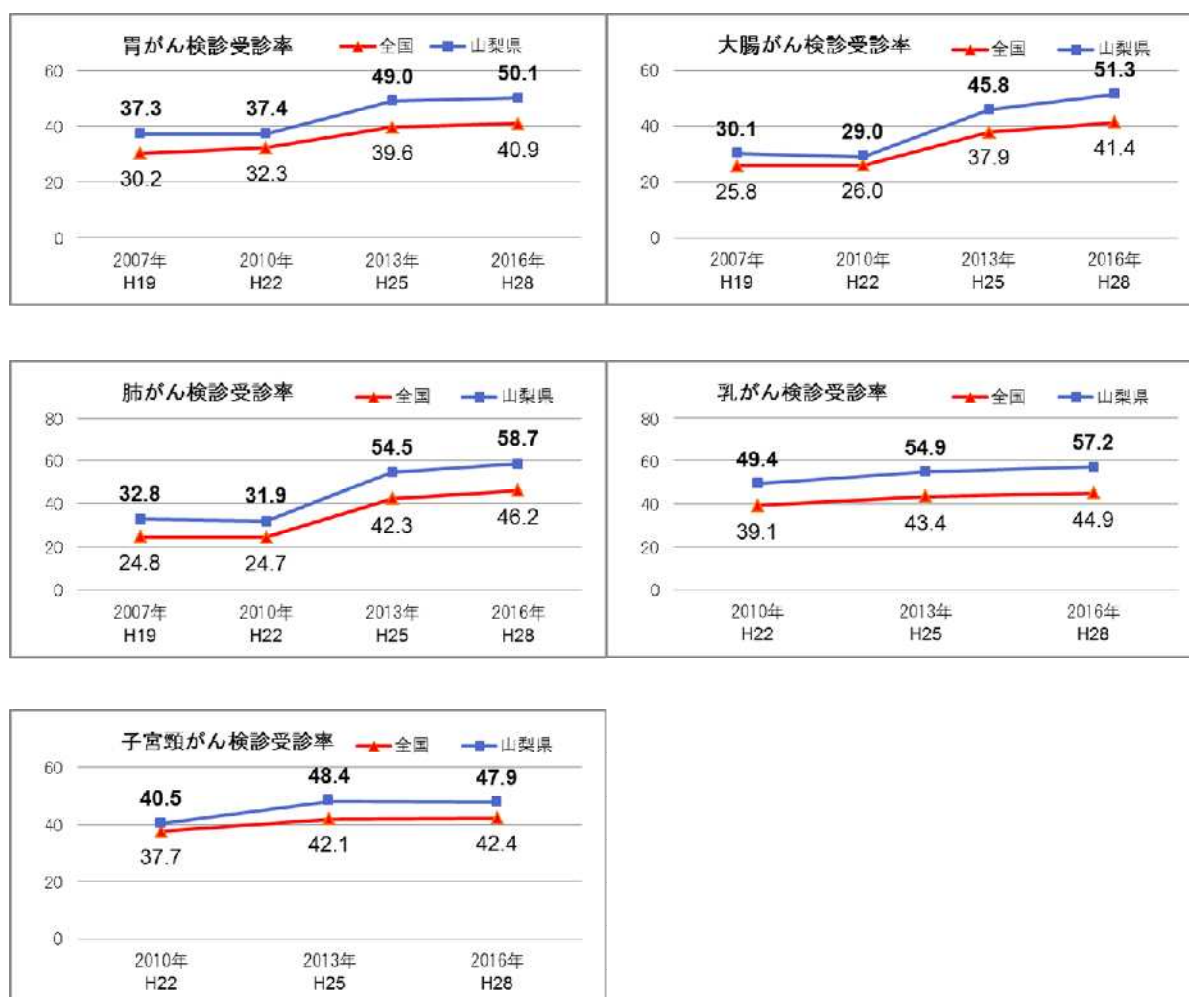 胃がん検診受診率 全国 山梨県
60
49.0 50.1
37.3 37.4
40
39.6 40.9
30.2 32.3
20
0
2007年 2010年 2013年 2016年
H19 H22 H25 H28
大腸がん検診受診率 全国 山梨県
60
45.8 51.3
30.1 29.0
40
37.9 41.4
25.8 26.0
20
0
2007年 2010年 2013年 2016年
H19 H22 H25 H28
肺がん検診受診率 全国 山梨県
80
54.5 58.7
60
32.8 31.9
40
42.3 46.2
20
24.8 24.7
0
2007年 2010年 2013年 2016年
H19 H22 H25 H28
乳がん検診受診率 全国 山梨県
80
49.4 54.9 57.2
60
40
39.1 43.4 44.9
20
0
2010年 2013年 2016年
H22 H25 H28
子宮頸がん検診受診率 全国 山梨県
60
40.5 48.4 47.9
40
37.7 42.1 42.4
20
0
2010年 2013年 2016年
H22 H25 H28